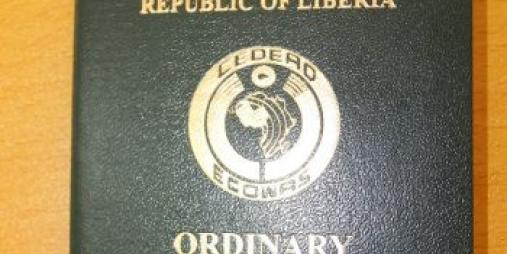 REPUBLIC OF LIBERIA
CEDEAO
ECOWAS
ORDINARY